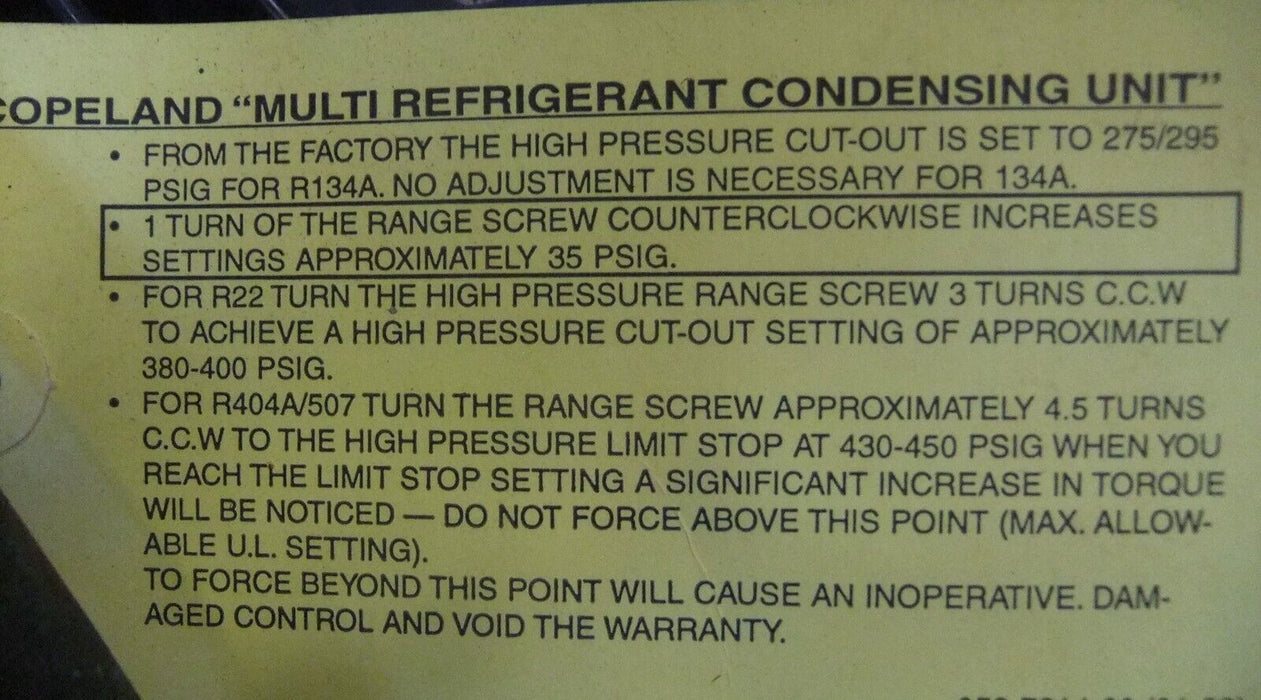 COPELAND “MULTI REFRIGERANT CONDENSING UNIT”
• FROM THE FACTORY THE HIGH PRESSURE CUT-OUT IS SET TO 275/295
PSIG FOR R134A. NO ADJUSTMENT IS NECESSARY FOR 134A.
• 1 TURN OF THE RANGE SCREW COUNTERCLOCKWISE INCREASES
SETTINGS APPROXIMATELY 35 PSIG.
• FOR R22 TURN THE HIGH PRESSURE RANGE SCREW 3 TURNS C.C.W
TO ACHIEVE A HIGH PRESSURE CUT-OUT SETTING OF APPROXIMATELY
380-400 PSIG.
• FOR R404A/507 TURN THE RANGE SCREW APPROXIMATELY 4.5 TURNS
C.C.W TO THE HIGH PRESSURE LIMIT STOP AT 430-450 PSIG WHEN YOU
REACH THE LIMIT STOP SETTING A SIGNIFICANT INCREASE IN TORQUE
WILL BE NOTICED — DO NOT FORCE ABOVE THIS POINT (MAX. ALLOW-
ABLE U.L. SETTING).
TO FORCE BEYOND THIS POINT WILL CAUSE AN INOPERATIVE. DAM-
AGED CONTROL AND VOID THE WARRANTY.